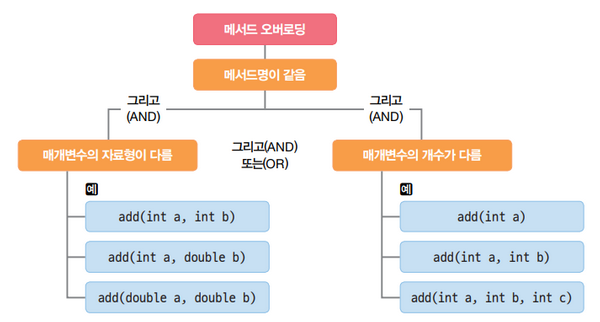 메서드 오버로딩
메서드명이 같음
그리고
(AND)
그리고
(AND)
매개변수의 자료형이 다름
그리고(AND)
또는(OR)
매개변수의 개수가 다름
예
add(int a, int b)
add(int a, double b)
add(double a, double b)
예
add(int a)
add(int a, int b)
add(int a, int b, int c)